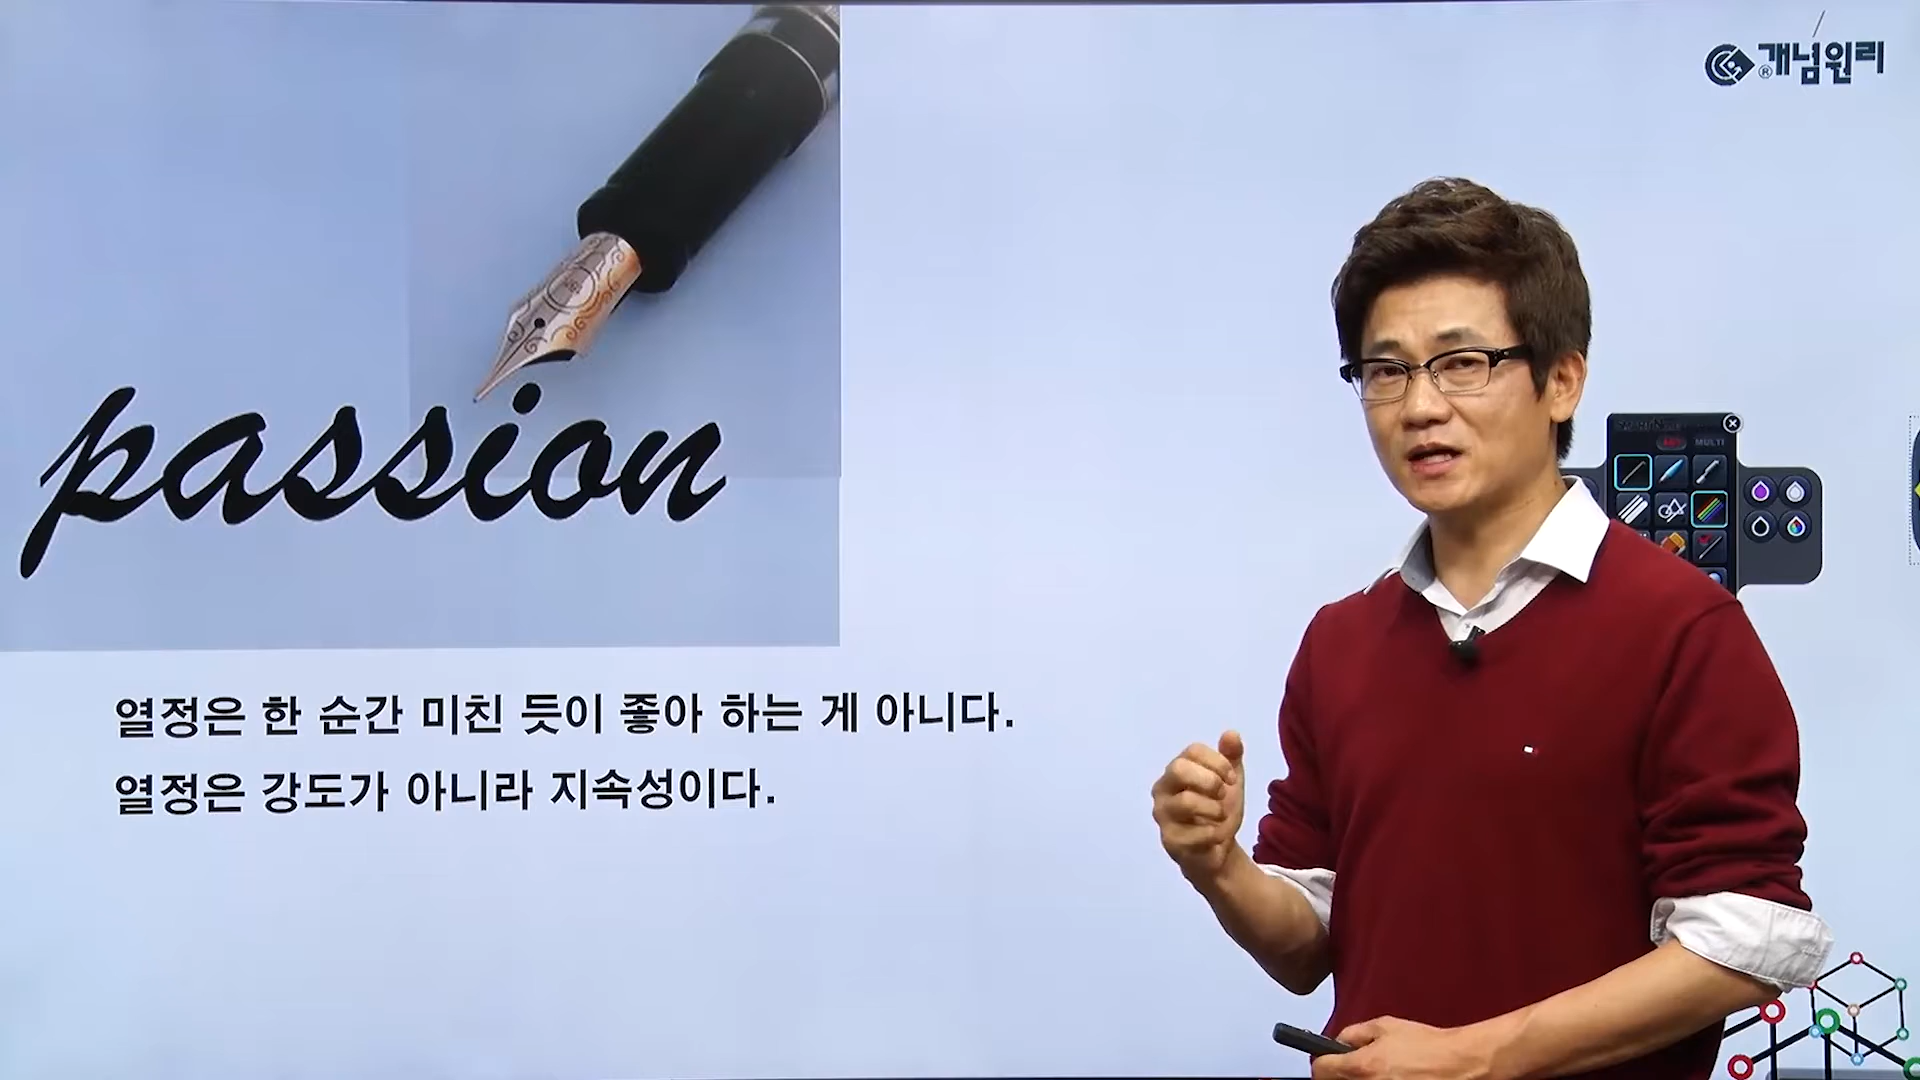 개념원리
®
passion
MULTI
열정은 한 순간 미친 듯이 좋아 하는 게 아니다.
열정은 강도가 아니라 지속성이다.